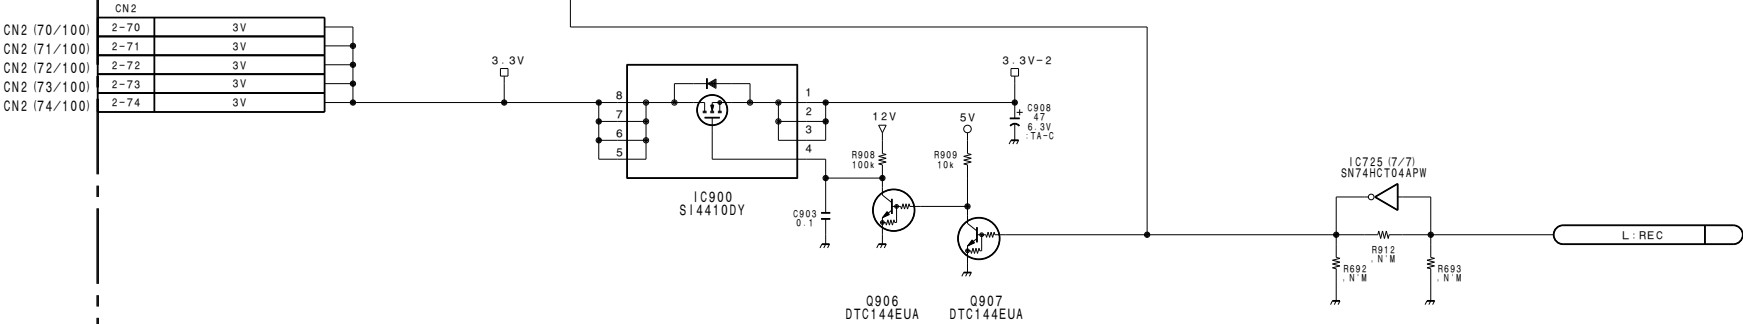 CN2
CN2 (70/100) 2-70 3V
CN2 (71/100) 2-71 3V
CN2 (72/100) 2-72 3V
CN2 (73/100) 2-73 3V
CN2 (74/100) 2-74 3V
3.3V
8
7
6
5
1
2
3
4
IC900
SI4410DY
3.3V-2
C908
47
6.3V
:TA-C
12V
5V
R908
100k
R909
10k
C903
0.1
Q906
DTC144EUA
Q907
DTC144EUA
IC725 (7/7)
SN74HCT04APW
R912
.N'M
R692
.N'M
R693
.N'M
L:REC